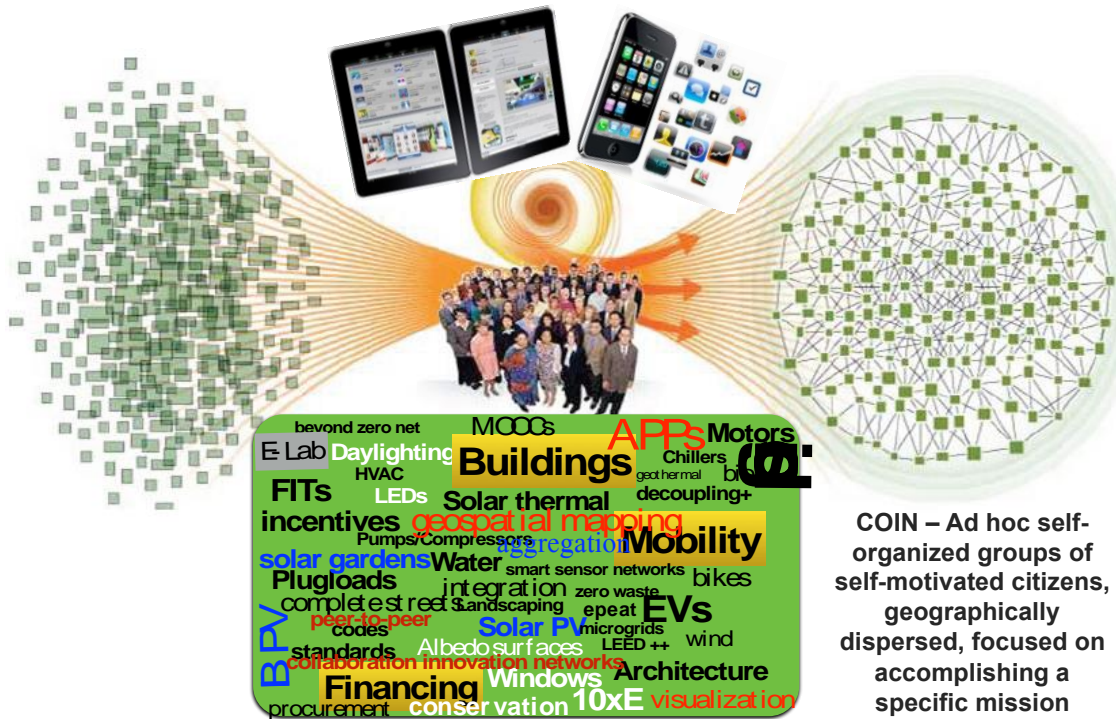 beyond zero net
MOOCs
APPs
Motors
E- Lab
Daylighting
Buildings
Chillers
HVAC
geothermal
FITs
LEDs
Solar thermal
decoupling+
incentives
geospatial mapping
Pumps/Compressors
aggregation
Mobility
solar gardens
Water
smart sensor networks
bikes
Plugloads
integration
zero waste
complete streets
Landscaping
epeat
EVs
peer-to-peer
codes
Solar PV
microgrids
wind
BPV
standards
Albedo surfaces
LEED ++
collaboration innovation networks
Architecture
Financing
Windows
procurement
conservation
10xE
visualization
COIN – Ad hoc self-
organized groups of
self-motivated citizens,
geographically
dispersed, focused on
accomplishing a
specific mission